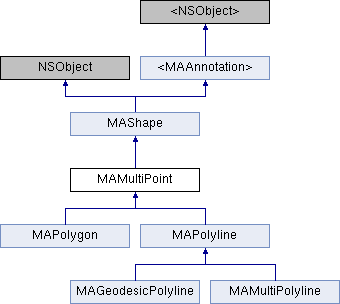 <NSObject>
NSObject
<MAAnnotation>
MAShape
MAMultiPoint
MAPolygon
MAPolyline
MAGeodesicPolyline
MAMultiPolyline